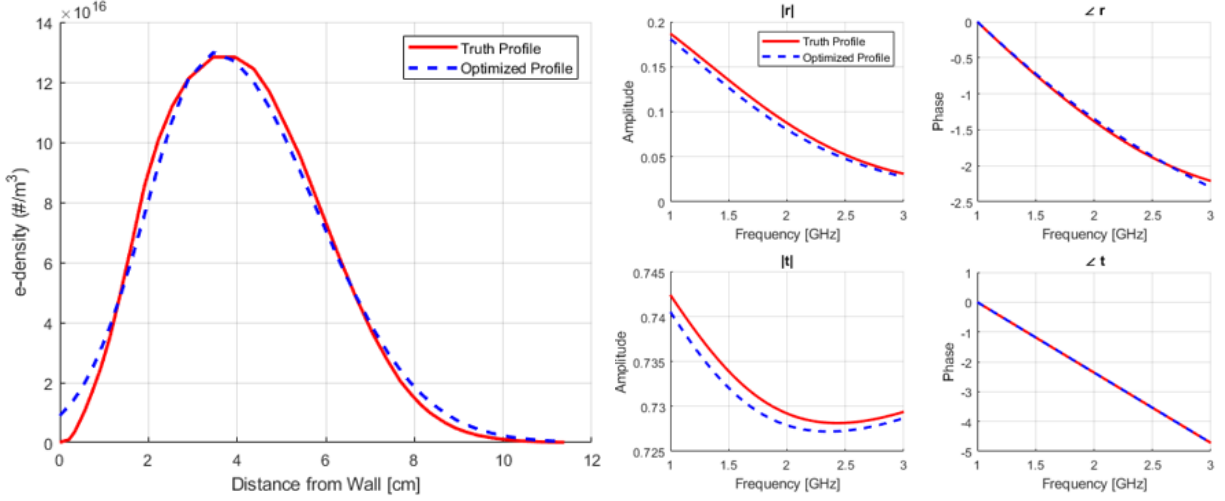 ×10^16
14
12
10
8
6
4
2
0
0 2 4 6 8 10 12
e-density (#/m^3)
Distance from Wall [cm]
Truth Profile
Optimized Profile
|r|
0.2
0.15
0.1
0.05
0
1 1.5 2 2.5 3
Amplitude
Frequency [GHz]
Truth Profile
Optimized Profile
∠ r
0
-0.5
-1
-1.5
-2
-2.5
1 1.5 2 2.5 3
Phase
Frequency [GHz]
|t|
0.745
0.74
0.735
0.73
0.725
1 1.5 2 2.5 3
Amplitude
Frequency [GHz]
∠ t
1
0
-1
-2
-3
-4
-5
1 1.5 2 2.5 3
Phase
Frequency [GHz]